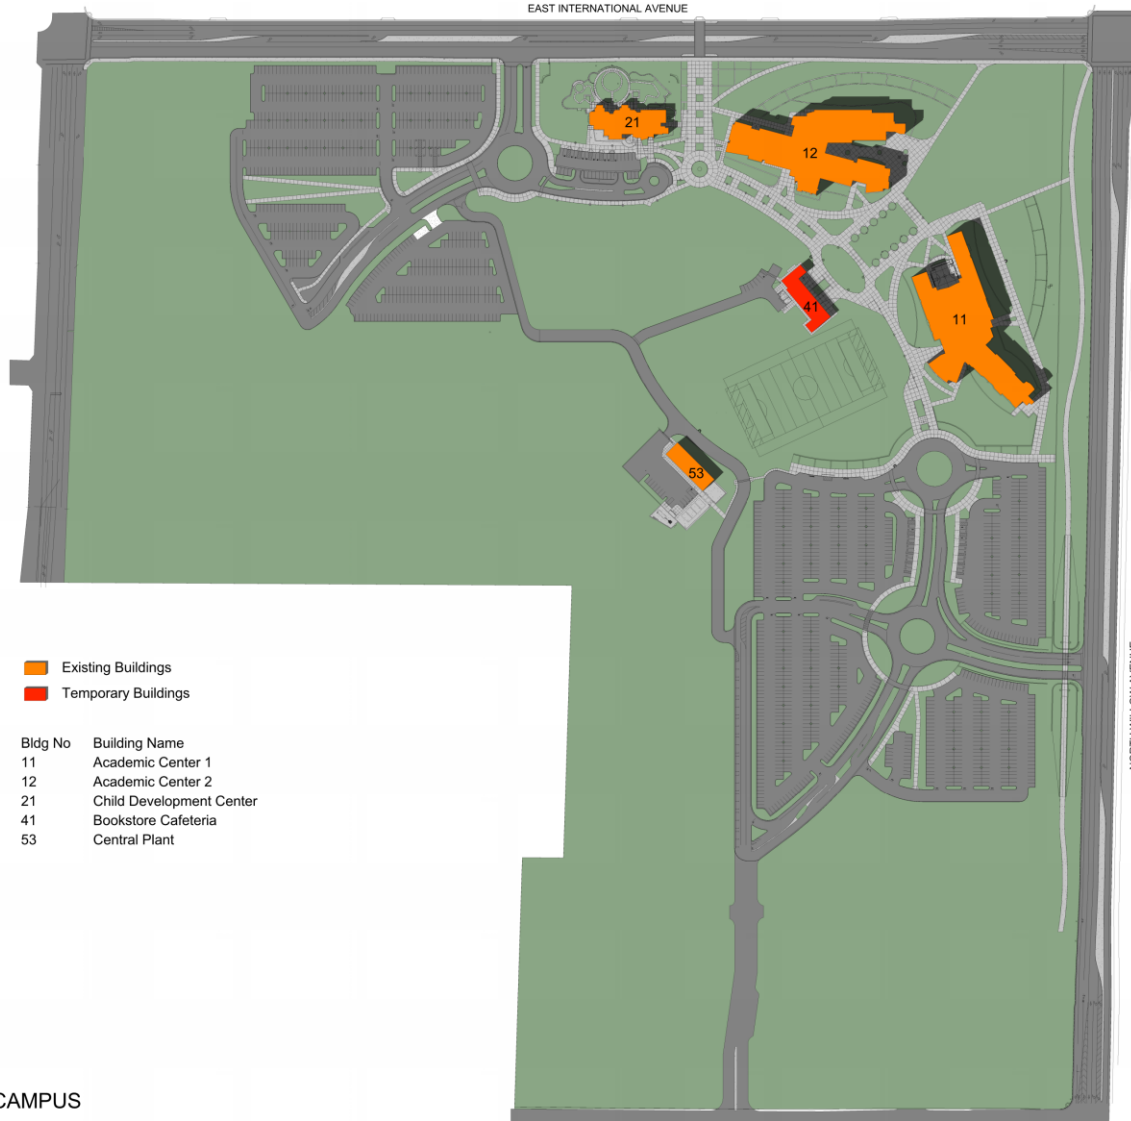 EAST INTERNATIONAL AVENUE
21
12
41
11
53
Existing Buildings
Temporary Buildings
Bldg No Building Name
11 Academic Center 1
12 Academic Center 2
21 Child Development Center
41 Bookstore Cafeteria
53 Central Plant
CAMPUS